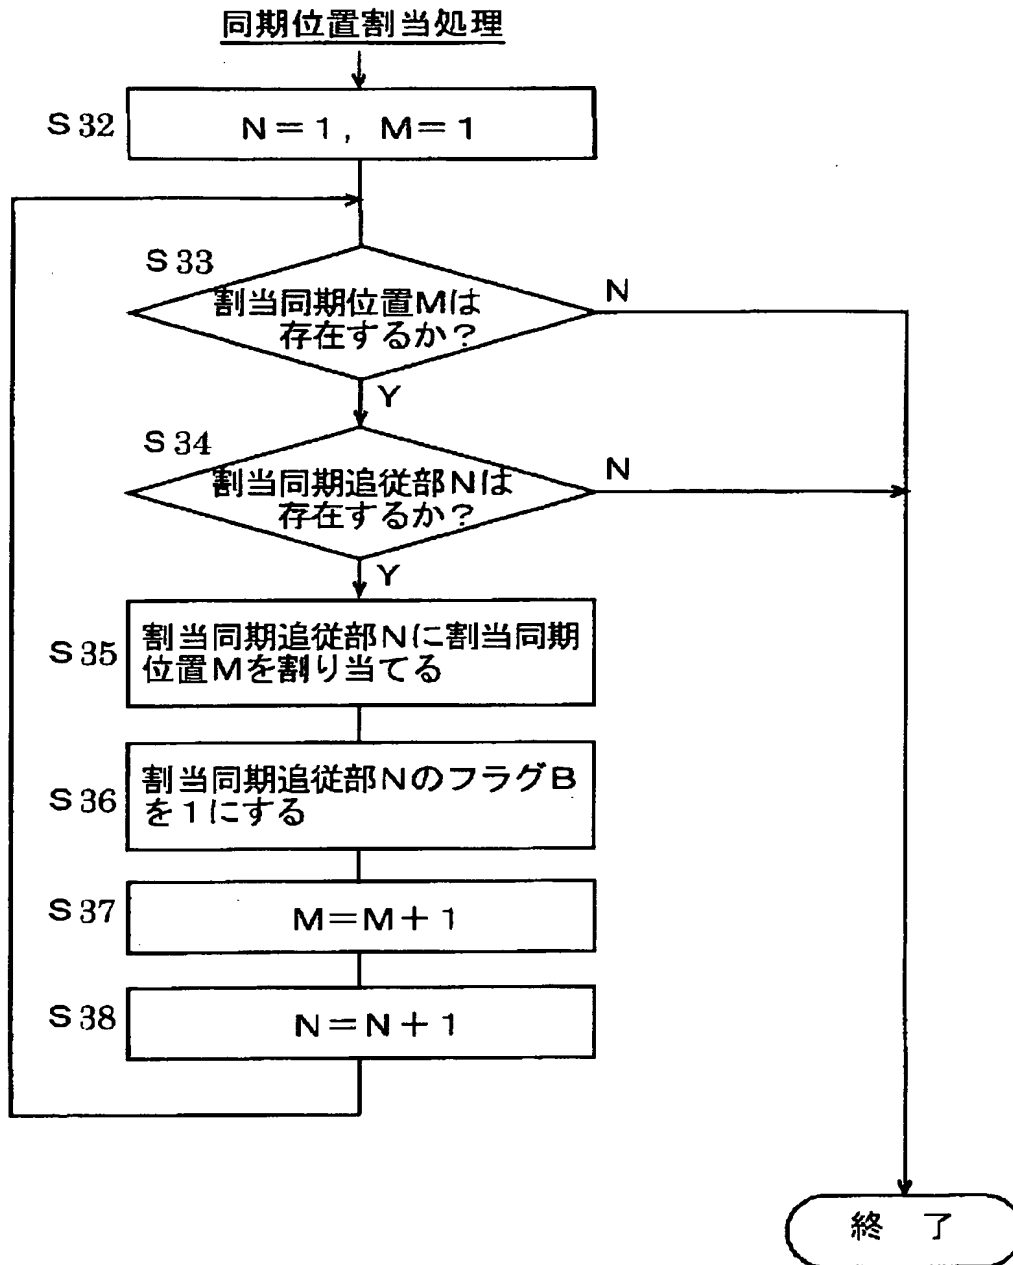 同期位置割当処理
S32
N=1, M=1
S33
割当同期位置Mは
存在するか?
N
Y
S34
割当同期追従部Nは
存在するか?
N
Y
S35
割当同期追従部Nに割当同期
位置Mを割り当てる
S36
割当同期追従部NのフラグB
を1にする
S37
M=M+1
S38
N=N+1
終 了